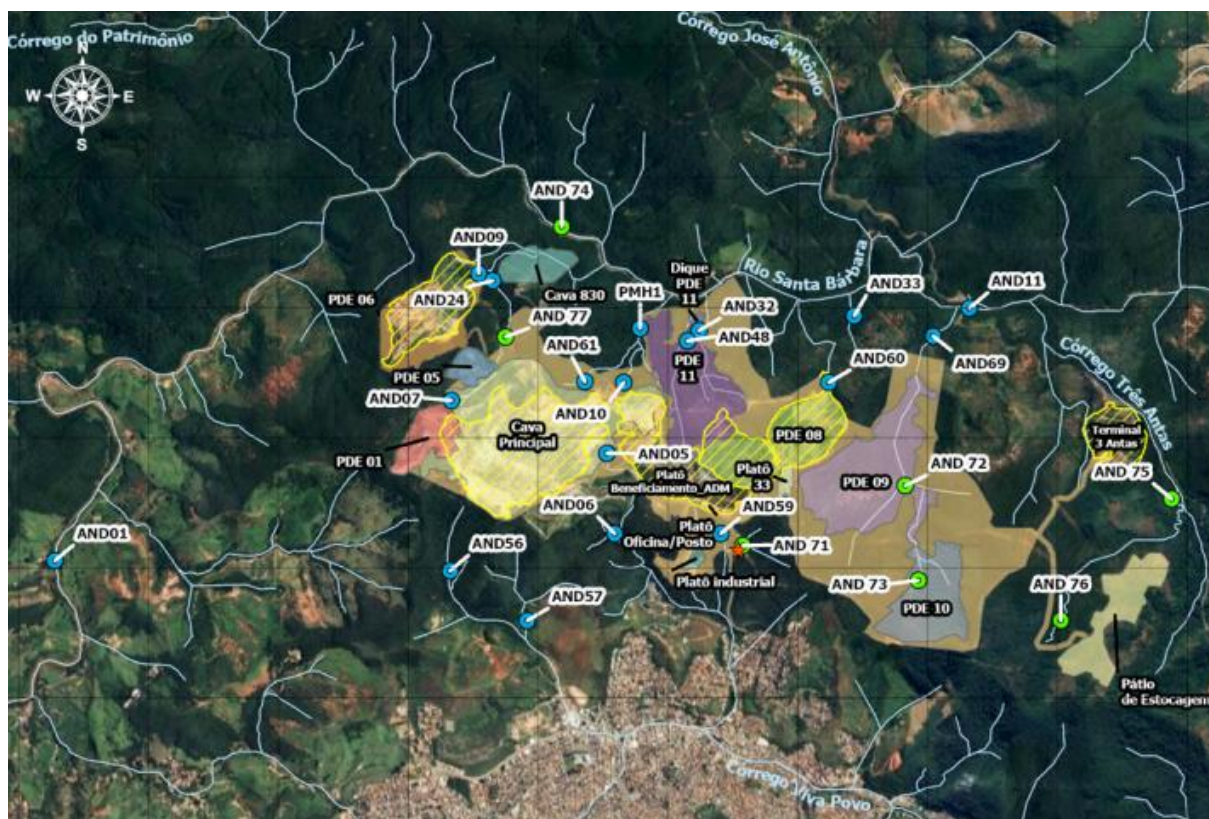 Córrego do Patrimônio
Córrego José Antônio
N
W
E
S
AND 74
AND09
Rio Santa Bárbara
Dique
PDE
11
AND33
AND11
PDE 06
AND24
Cava 830
PMH1
AND32
AND 77
AND48
AND61
PDE
11
AND60
AND69
Córrego Três Antas
PDE 05
AND07
AND10
Cava
Principal
PDE 08
Terminal
3 Antas
PDE 01
AND05
Platô
33
AND 72
AND 75
Platô
Beneficiamento_ADM
PDE 09
AND06
AND59
Platô
Oficina/Posto
AND01
AND56
AND 71
Platô industrial
AND 73
AND 76
AND57
PDE 10
Pátio
de Estocagem
Córrego Viva Povo